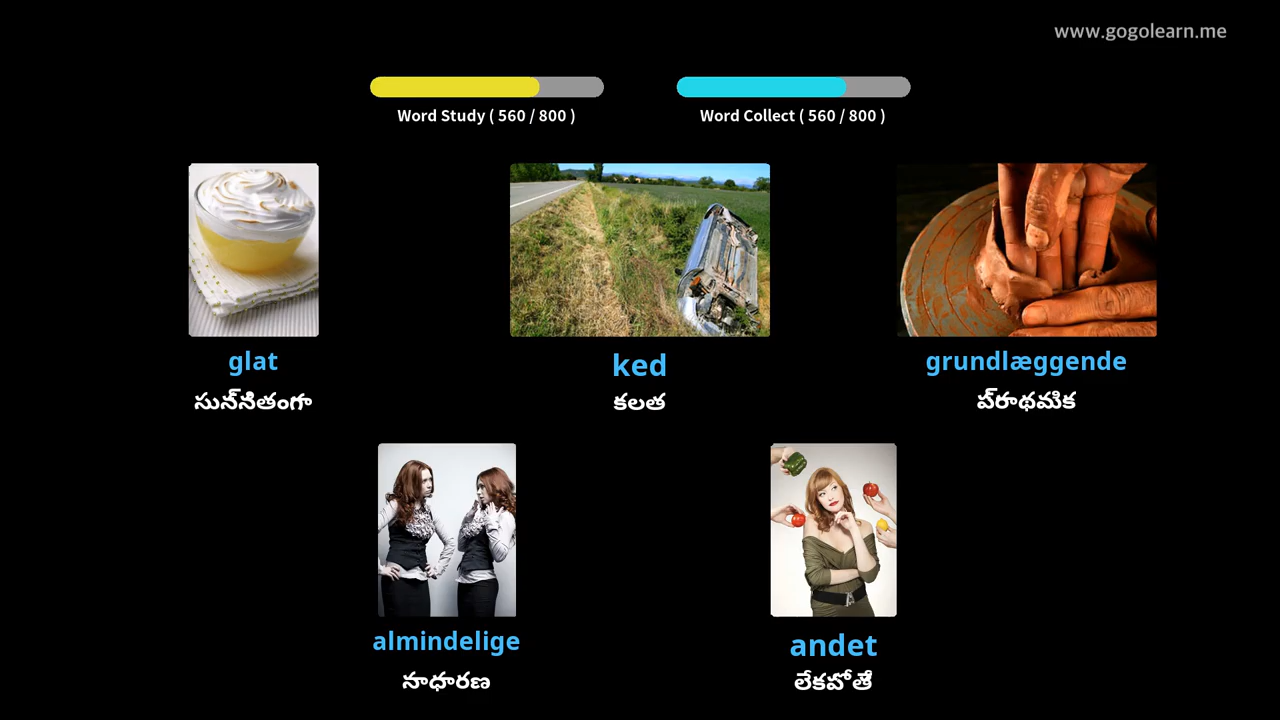 www.gogolearn.me
Word Study ( 560 / 800 )
Word Collect ( 560 / 800 )
glat
సున్నితంగా
ked
కలత
grundlæggende
ప్రాథమిక
almindelige
సాధారణ
andet
లేకపోతే